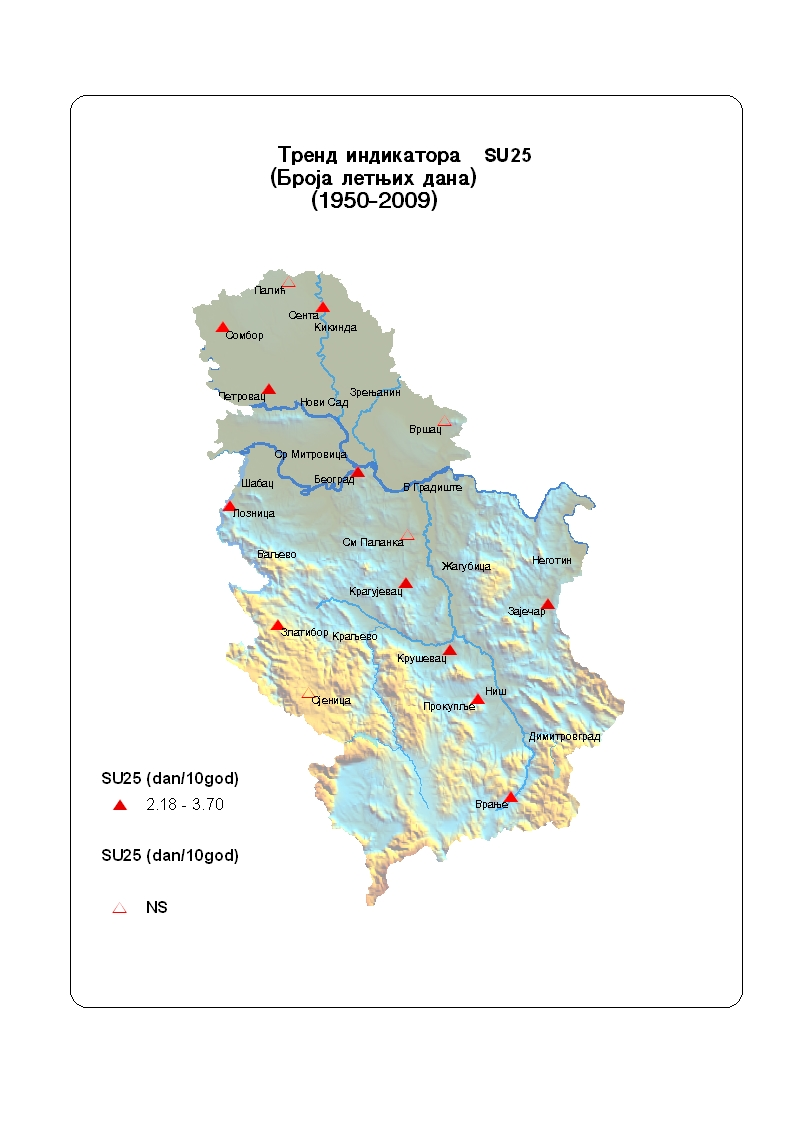 Тренд индикатора SU25
(Броја летњих дана)
(1950-2009)
Палић
Сента
Кикинда
Сомбор
Петровац
Нови Сад
Зрењанин
Вршац
Ср Митровица
Београд
Шабац
В Градиште
Лозница
См Паланка
Ваљево
Жагубица
Неготин
Крагујевац
Зајечар
Златибор
Краљево
Крушевац
Сјеница
Прокупље
Ниш
Димитровград
Врање
SU25 (dan/10god)
2.18 - 3.70
SU25 (dan/10god)
NS